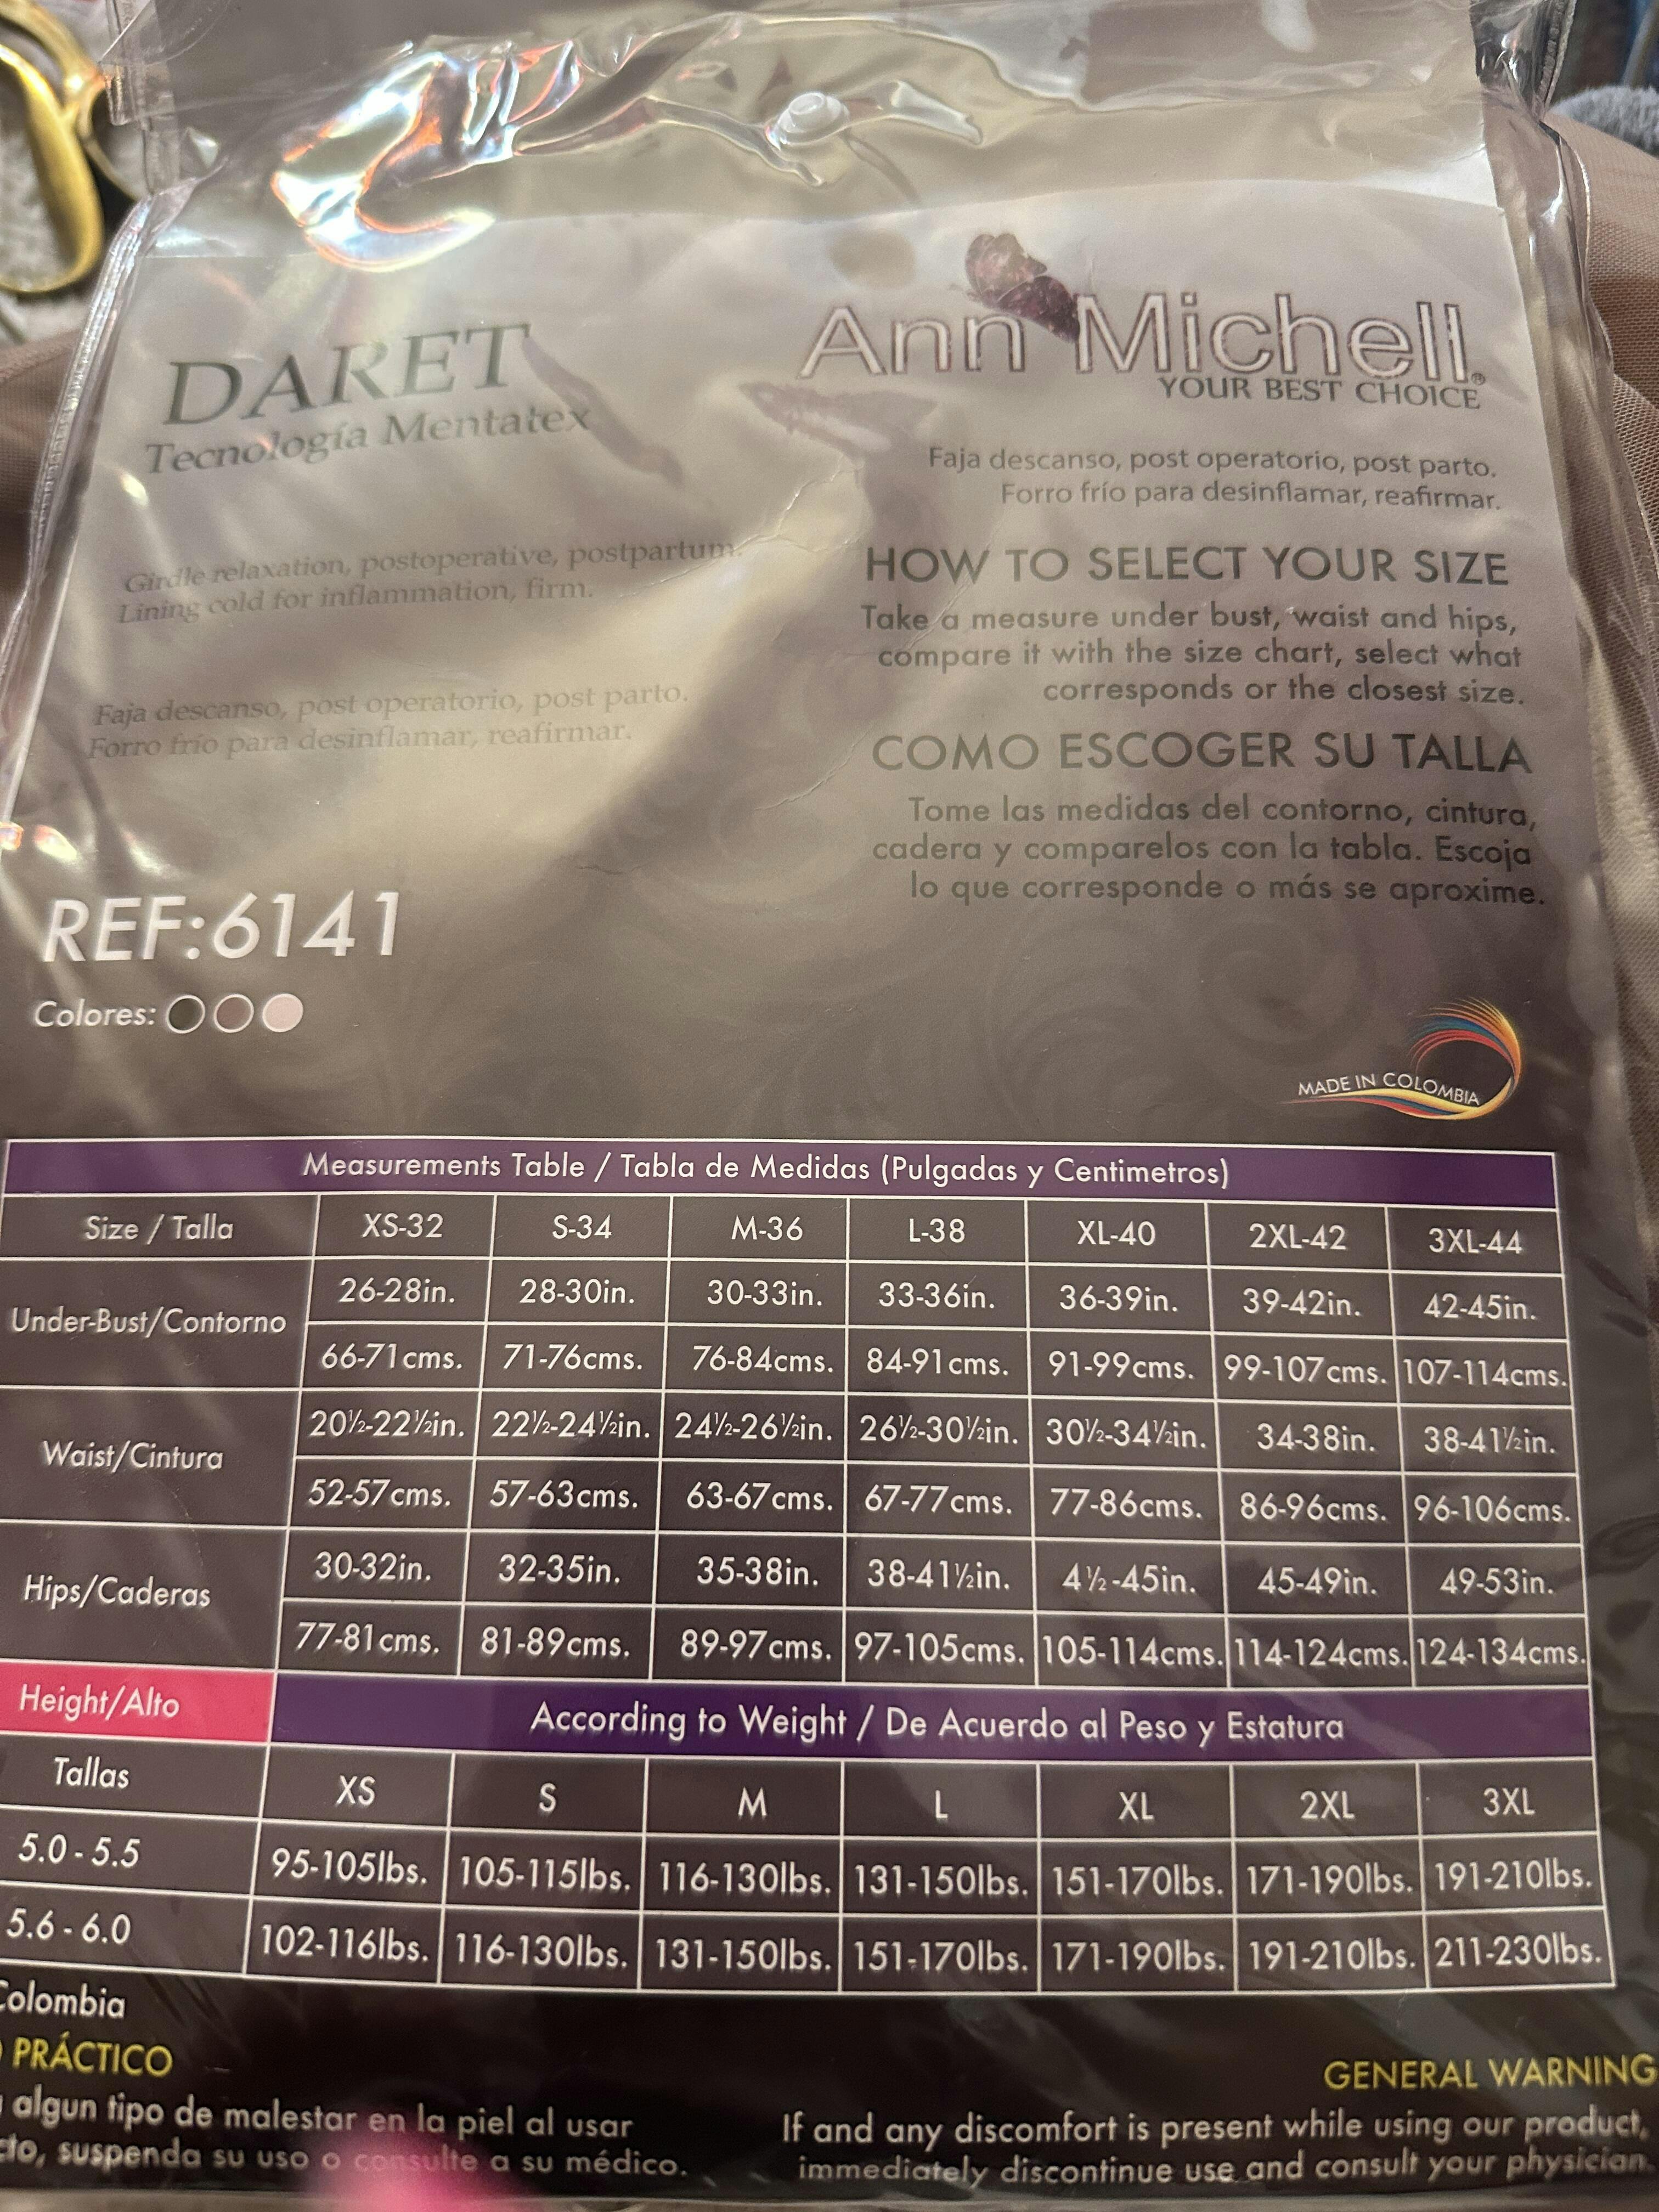 DARET
Tecnología Mentatex
Girdle relaxation, postoperative, postpartum.
Lining cold for inflammation, firm.
Faja descanso, post operatorio, post parto.
Forro frío para desinflamar, reafirmar.
REF:6141
Colores:
Ann Michell®
YOUR BEST CHOICE
Faja descanso, post operatorio, post parto.
Forro frío para desinflamar, reafirmar.
HOW TO SELECT YOUR SIZE
Take a measure under bust, waist and hips,
compare it with the size chart, select what
corresponds or the closest size.
COMO ESCOGER SU TALLA
Tome las medidas del contorno, cintura,
cadera y comparelos con la tabla. Escoja
lo que corresponde o más se aproxime.
MADE IN COLOMBIA
Measurements Table / Tabla de Medidas (Pulgadas y Centimetros)
Size / Talla XS-32 S-34 M-36 L-38 XL-40 2XL-42 3XL-44
Under-Bust/Contorno 26-28in. 28-30in. 30-33in. 33-36in. 36-39in. 39-42in. 42-45in.
66-71cms. 71-76cms. 76-84cms. 84-91cms. 91-99cms. 99-107cms. 107-114cms.
Waist/Cintura 20½-22½in. 22½-24½in. 24½-26½in. 26½-30½in. 30½-34½in. 34-38in. 38-41½in.
52-57cms. 57-63cms. 63-67cms. 67-77cms. 77-86cms. 86-96cms. 96-106cms.
Hips/Caderas 30-32in. 32-35in. 35-38in. 38-41½in. 4½-45in. 45-49in. 49-53in.
77-81cms. 81-89cms. 89-97cms. 97-105cms. 105-114cms. 114-124cms. 124-134cms.
Height/Alto According to Weight / De Acuerdo al Peso y Estatura
Tallas XS S M L XL 2XL 3XL
5.0 - 5.5 95-105lbs. 105-115lbs. 116-130lbs. 131-150lbs. 151-170lbs. 171-190lbs. 191-210lbs.
5.6 - 6.0 102-116lbs. 116-130lbs. 131-150lbs. 151-170lbs. 171-190lbs. 191-210lbs. 211-230lbs.
Colombia
PRÁCTICO
algun tipo de malestar en la piel al usar
cto, suspenda su uso o consulte a su médico.
GENERAL WARNING
If and any discomfort is present while using our product,
immediately discontinue use and consult your physician.